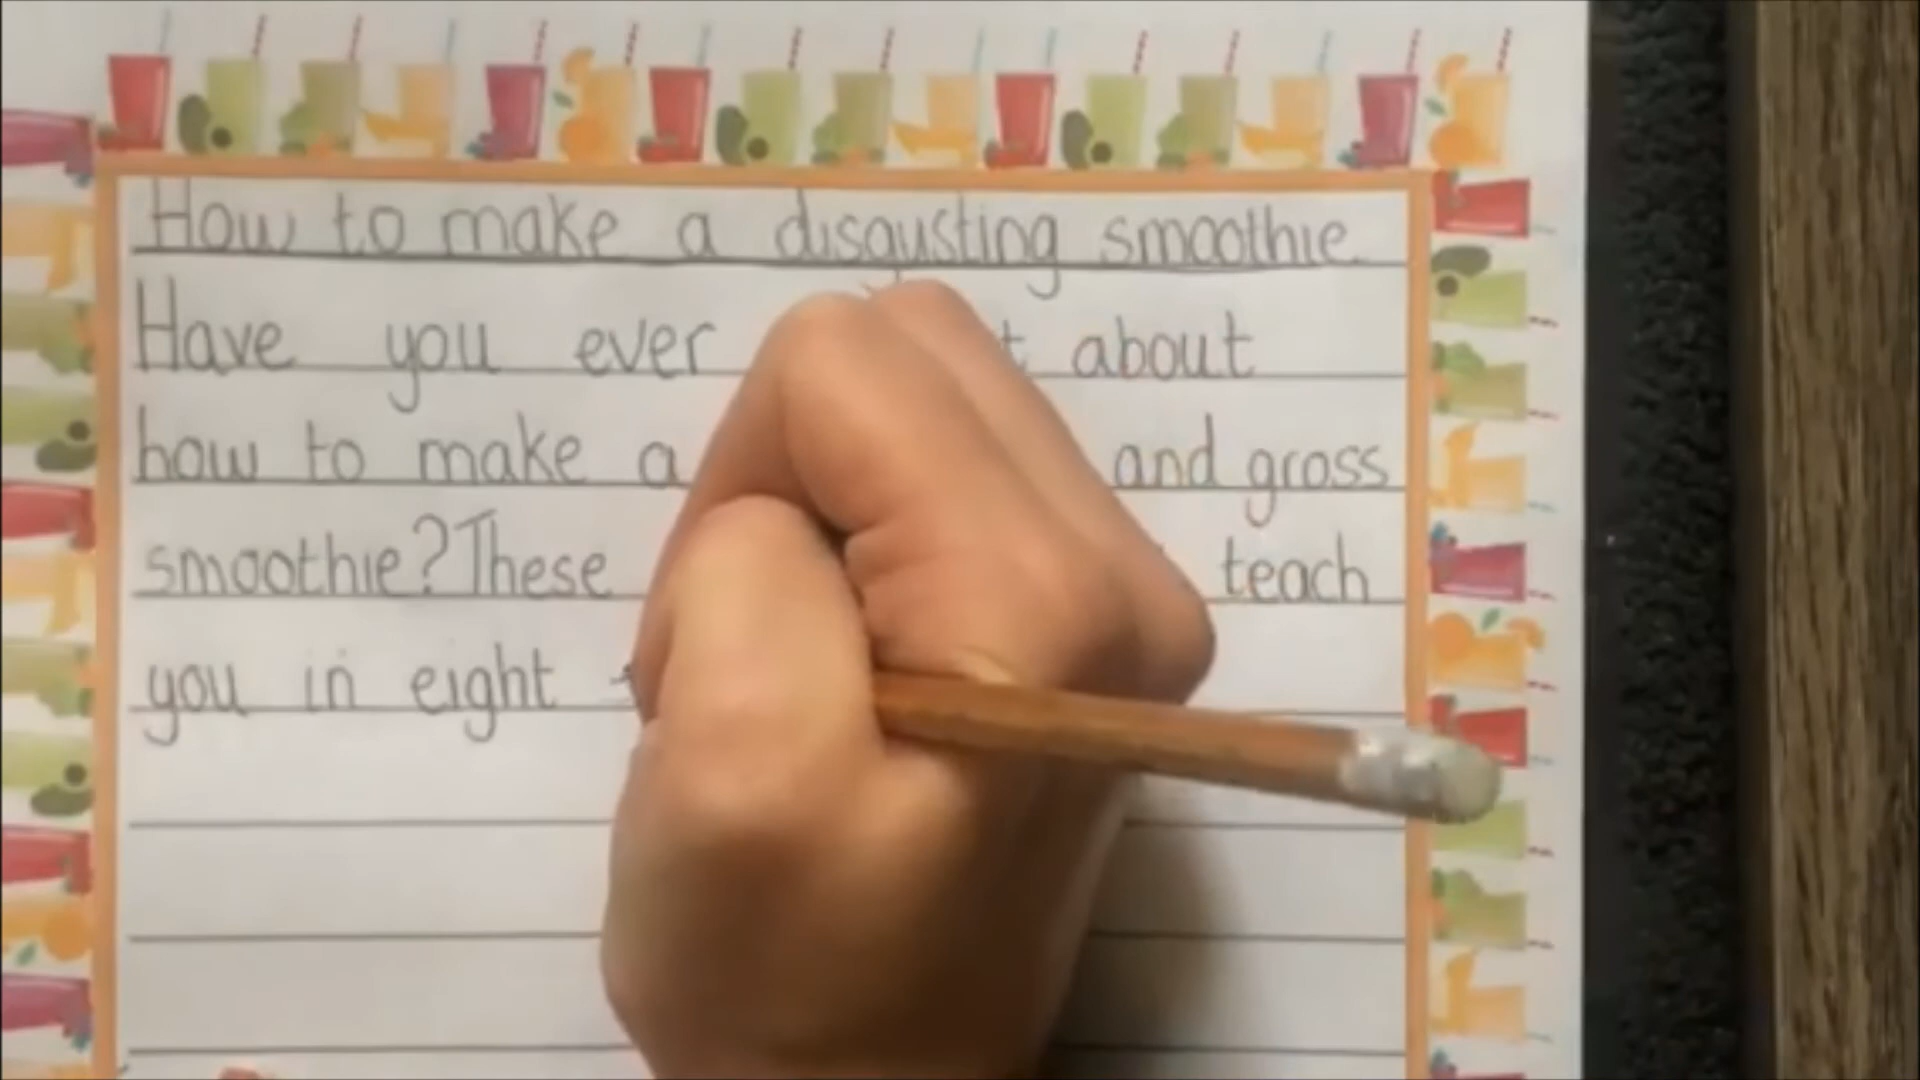 How to make a disgusting smoothie
Have you ever about
how to make a and gross
smoothie? These teach
you in eight